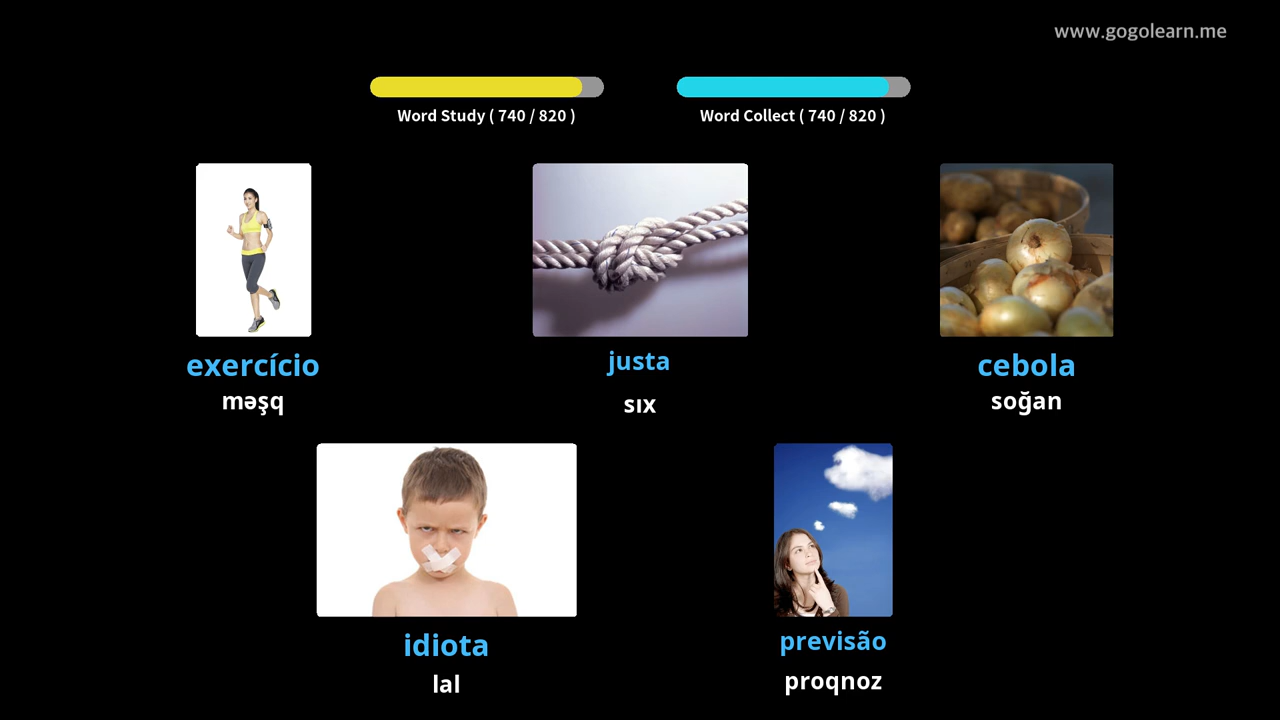 www.gogolearn.me
Word Study ( 740 / 820 )
Word Collect ( 740 / 820 )
exercício
məşq
justa
sıx
cebola
soğan
idiota
lal
previsão
proqnoz